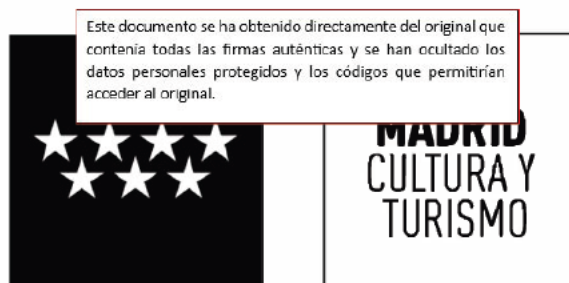 Este documento se ha obtenido directamente del original que
contenía todas las firmas auténticas y se han ocultado los
datos personales protegidos y los códigos que permitirían
acceder al original.
MADRID
CULTURA Y
TURISMO